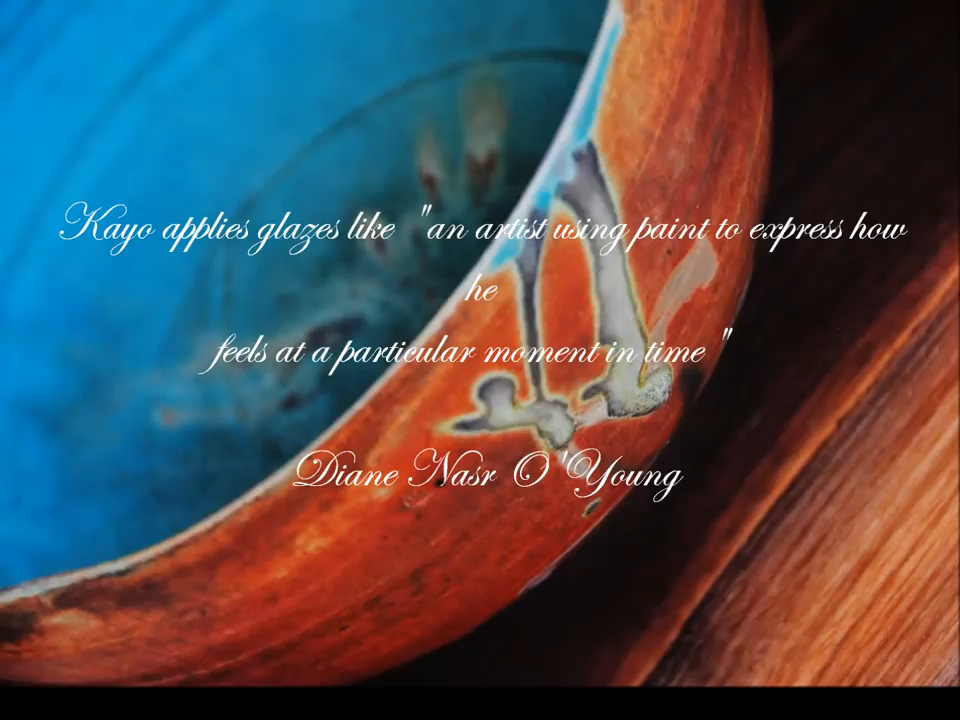 Kayo applies glazes like "an artist using paint to express how
he
feels at a particular moment in time"
Diane Nasr O'Young